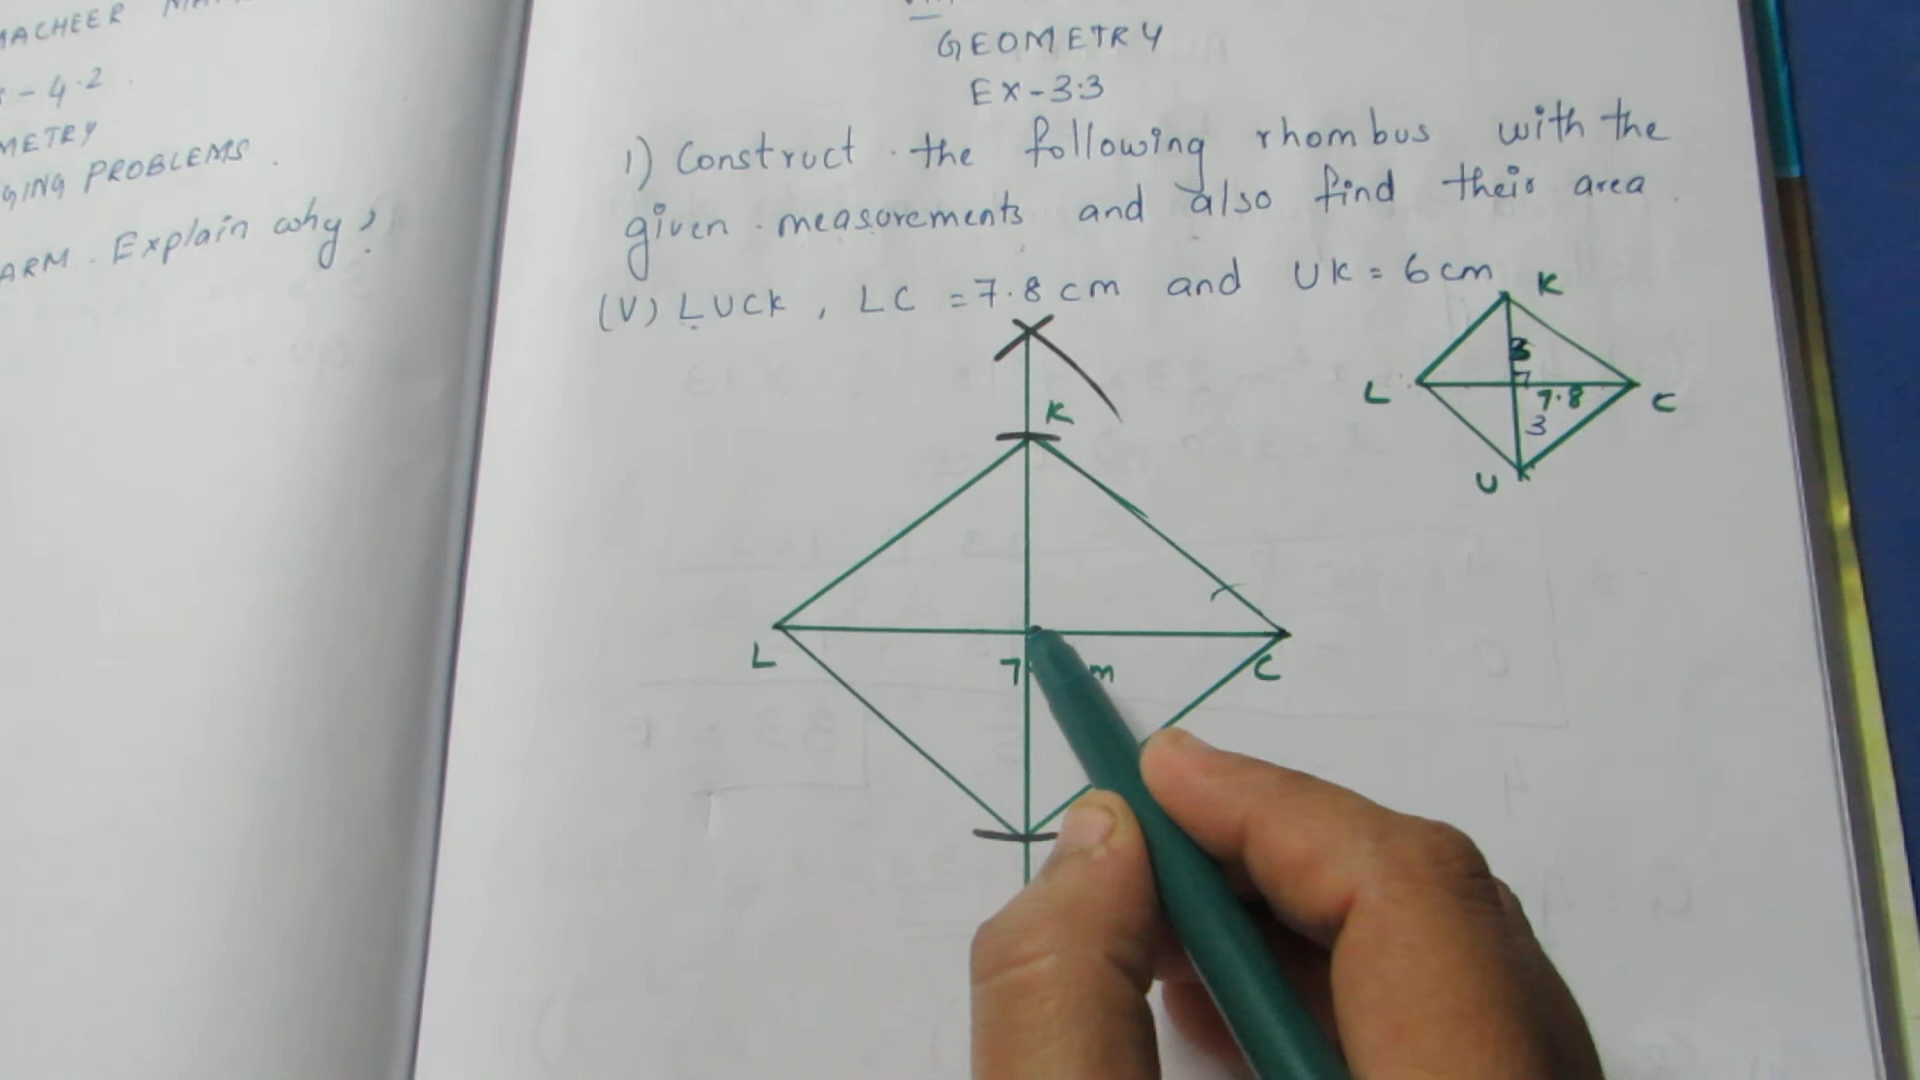 4.2
METRY
GING PROBLEMS
ARM. Explain why?
GEOMETRY
EX-3.3
1) Construct the following rhombus with the
given measurements and also find their area.
(V) LUCK, LC = 7.8 cm and UK = 6 cm
K
3
L
7.8
C
3
U
K
L
7
m
C